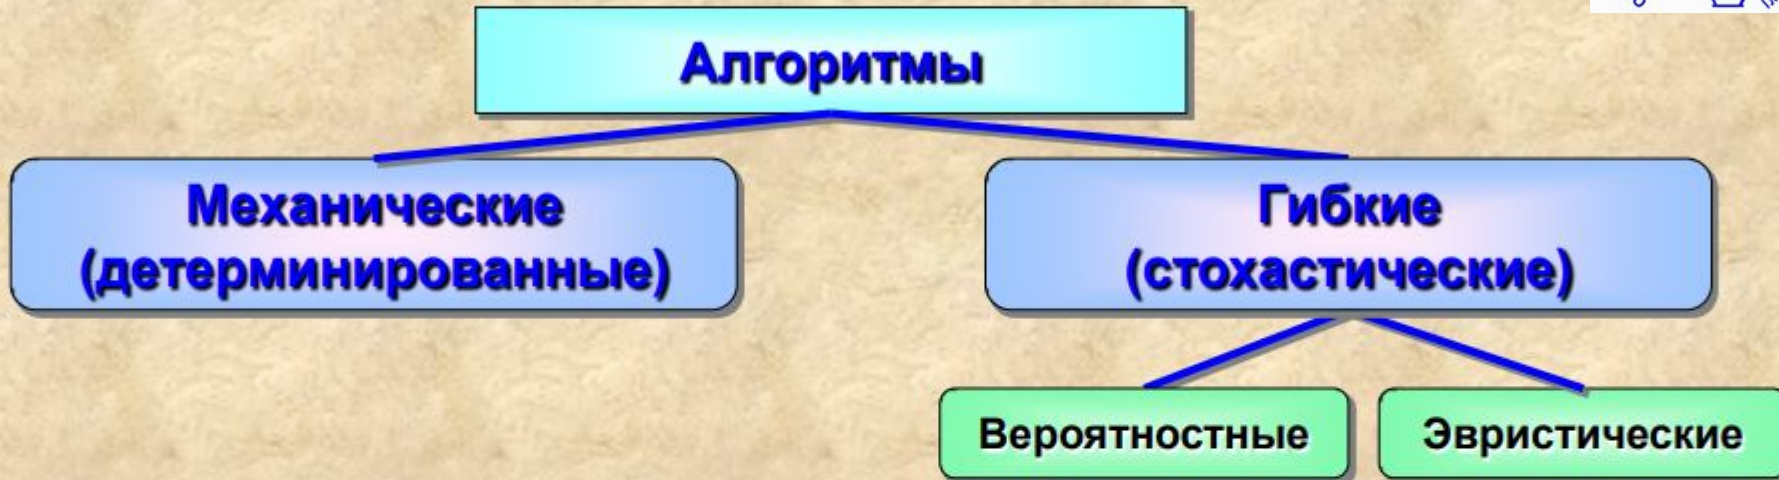 Алгоритмы
Механические
(детерминированные)
Гибкие
(стохастические)
Вероятностные
Эвристические